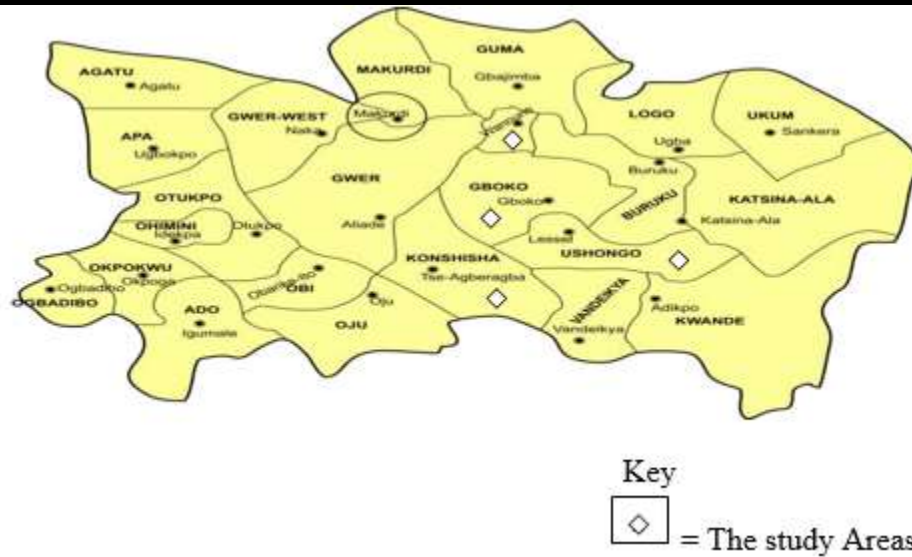 GUMA
AGATU
MAKURDI
Gbajimba
Agatu
GWER-WEST
Makurdi
LOGO
UKUM
APA
Naka
Sankera
Ugbokpo
Ugba
Buruku
GWER
GBOKO
OTUKPO
Gboko
BURUKU
KATSINA-ALA
OHIMINI
Otukpo
Aliade
Katsina-Ala
Idekpa
Lessel
USHONGO
OKPOKWU
KONSHISHA
Okpoga
Tse-Agberagba
Ogbadibo
OBI
OGBADIBO
Oju
ADO
VANDEIKYA
Adikpo
Igumale
OJU
Vandeikya
KWANDE
Key
= The study Areas